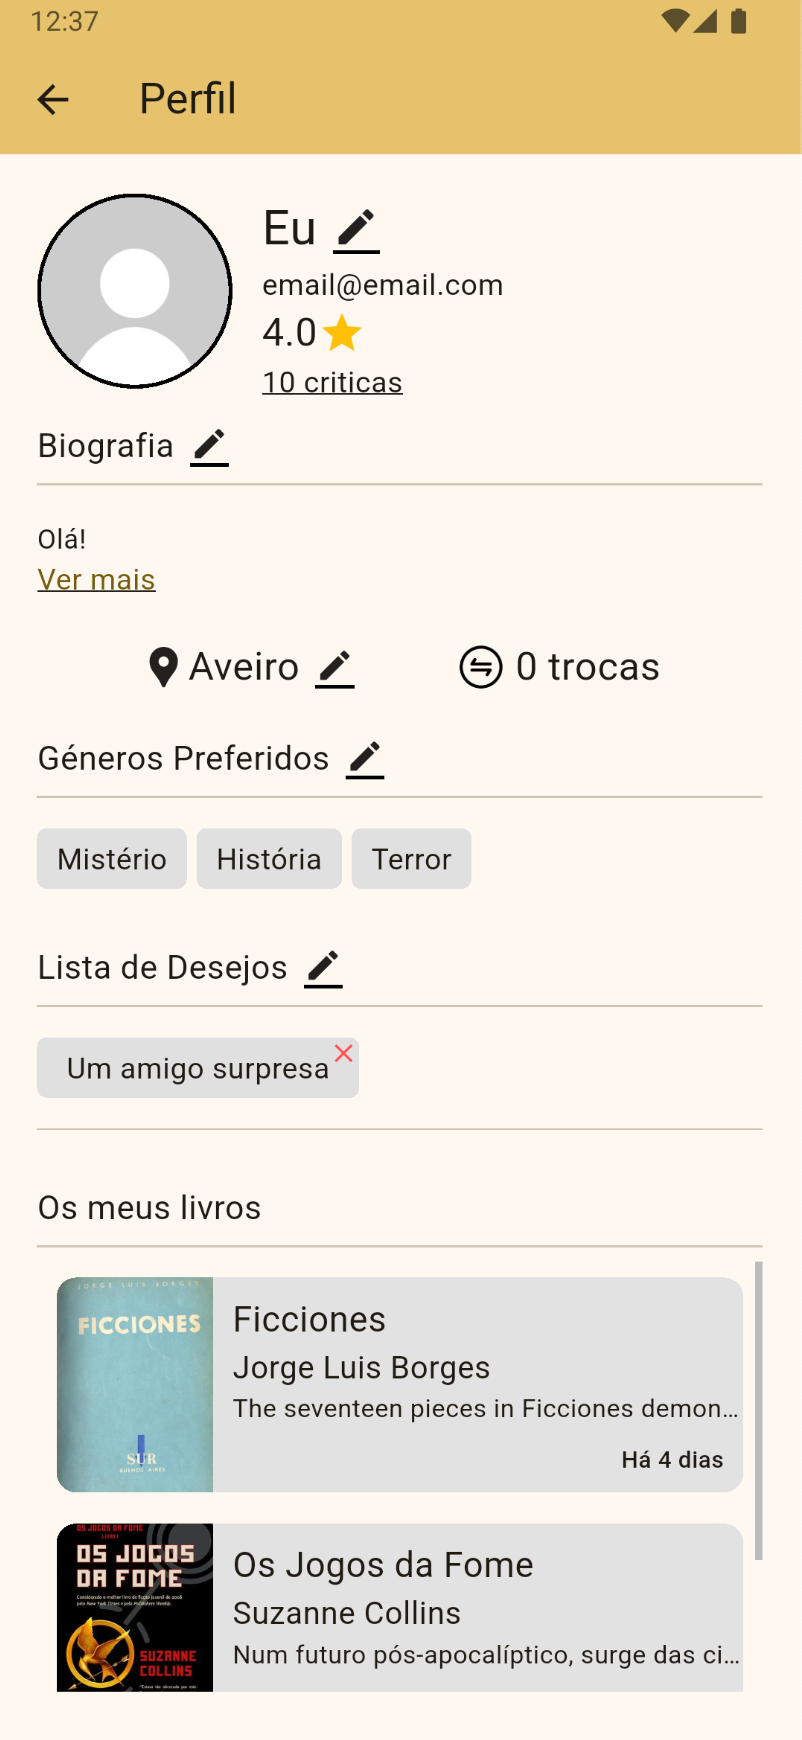 12:37
Perfil
Eu
email@email.com
4.0
10 criticas
Biografia
Olá!
Ver mais
Aveiro
0 trocas
Géneros Preferidos
Mistério
História
Terror
Lista de Desejos
Um amigo surpresa
Os meus livros
JORGE LUIS BORGES
FICCIONES
SUR
BUENOS AIRES
Ficciones
Jorge Luis Borges
The seventeen pieces in Ficciones demon…
Há 4 dias
OS JOGOS DA FOME
LIVRO I
OS JOGOS
DA FOME
SUZANNE
COLLINS
Os Jogos da Fome
Suzanne Collins
Num futuro pós-apocalíptico, surge das ci…